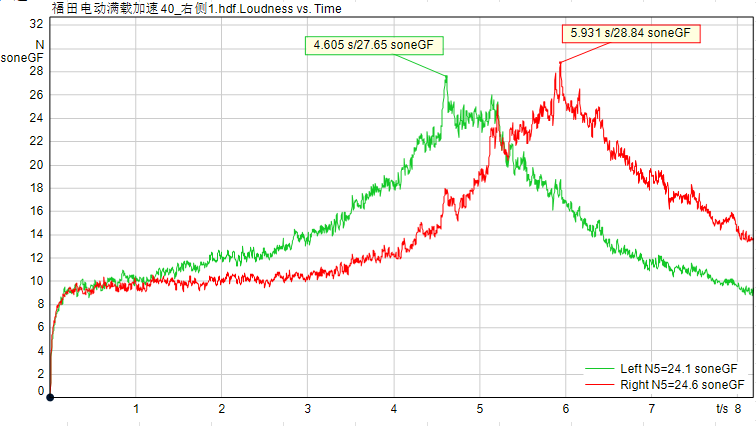 福田电动满载加速40_右侧1.hdf.Loudness vs. Time
32
N
soneGF
28
26
24
22
20
18
16
14
12
10
8
6
4
2
0
4.605 s/27.65 soneGF
5.931 s/28.84 soneGF
Left N5=24.1 soneGF
Right N5=24.6 soneGF
1 2 3 4 5 6 7 t/s 8